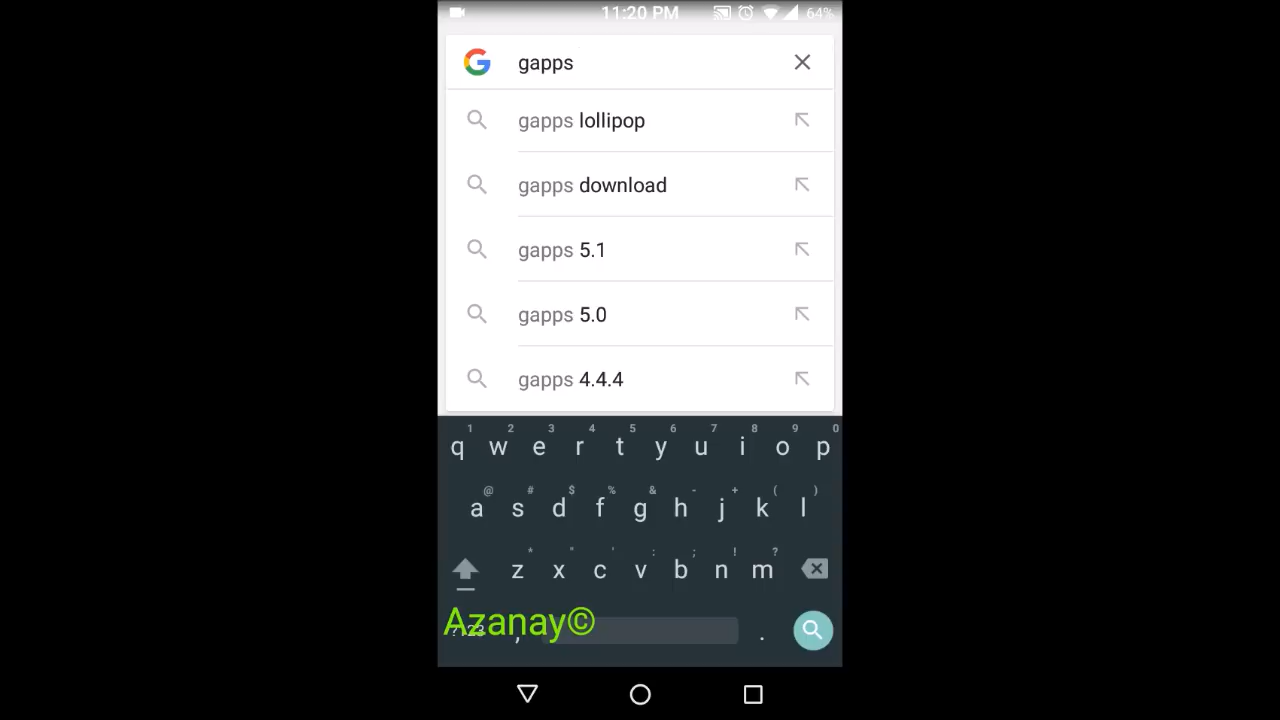 11:20 PM 64%
gapps
gapps lollipop
gapps download
gapps 5.1
gapps 5.0
gapps 4.4.4
1 2 3 4 5 6 7 8 9 0
q w e r t y u i o p
@ # $ % & - + ( )
a s d f g h j k l
* " ' : ; ! ?
z x c v b n m
Azanay©
?123 , .